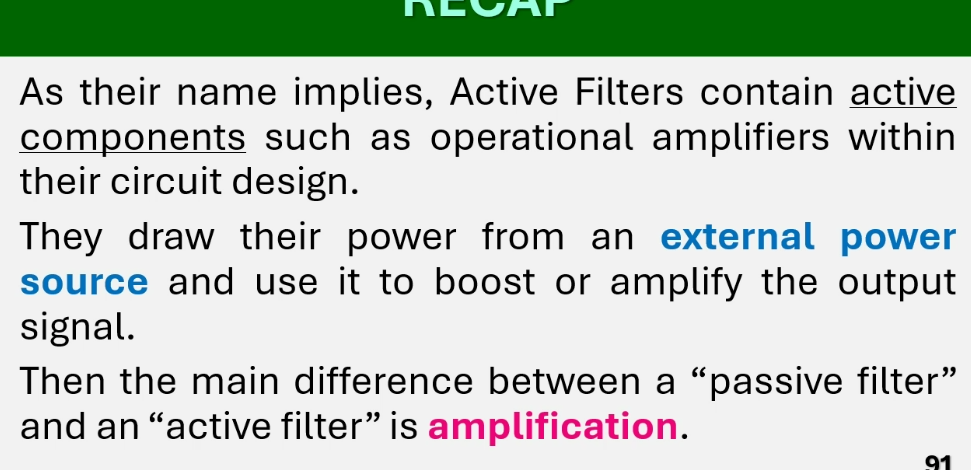 RECAP
As their name implies, Active Filters contain active
components such as operational amplifiers within
their circuit design.
They draw their power from an external power
source and use it to boost or amplify the output
signal.
Then the main difference between a “passive filter”
and an “active filter” is amplification.
91